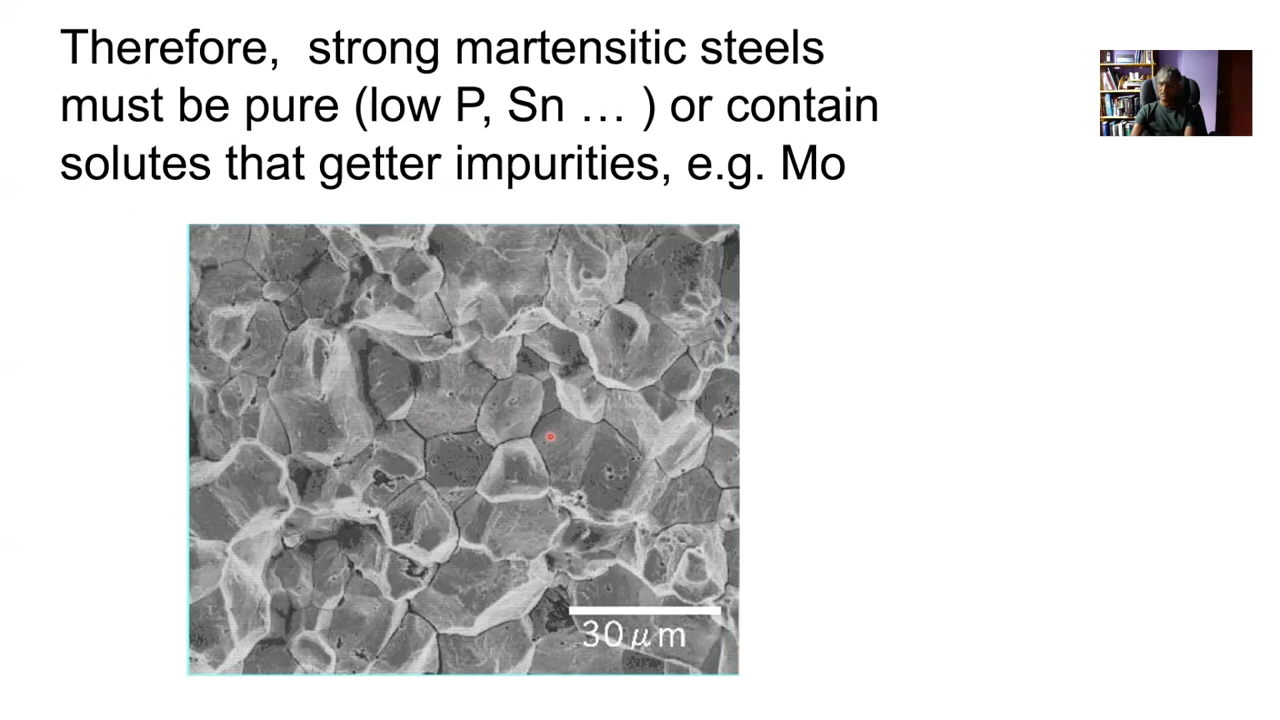 Therefore, strong martensitic steels
must be pure (low P, Sn … ) or contain
solutes that getter impurities, e.g. Mo
30 μm